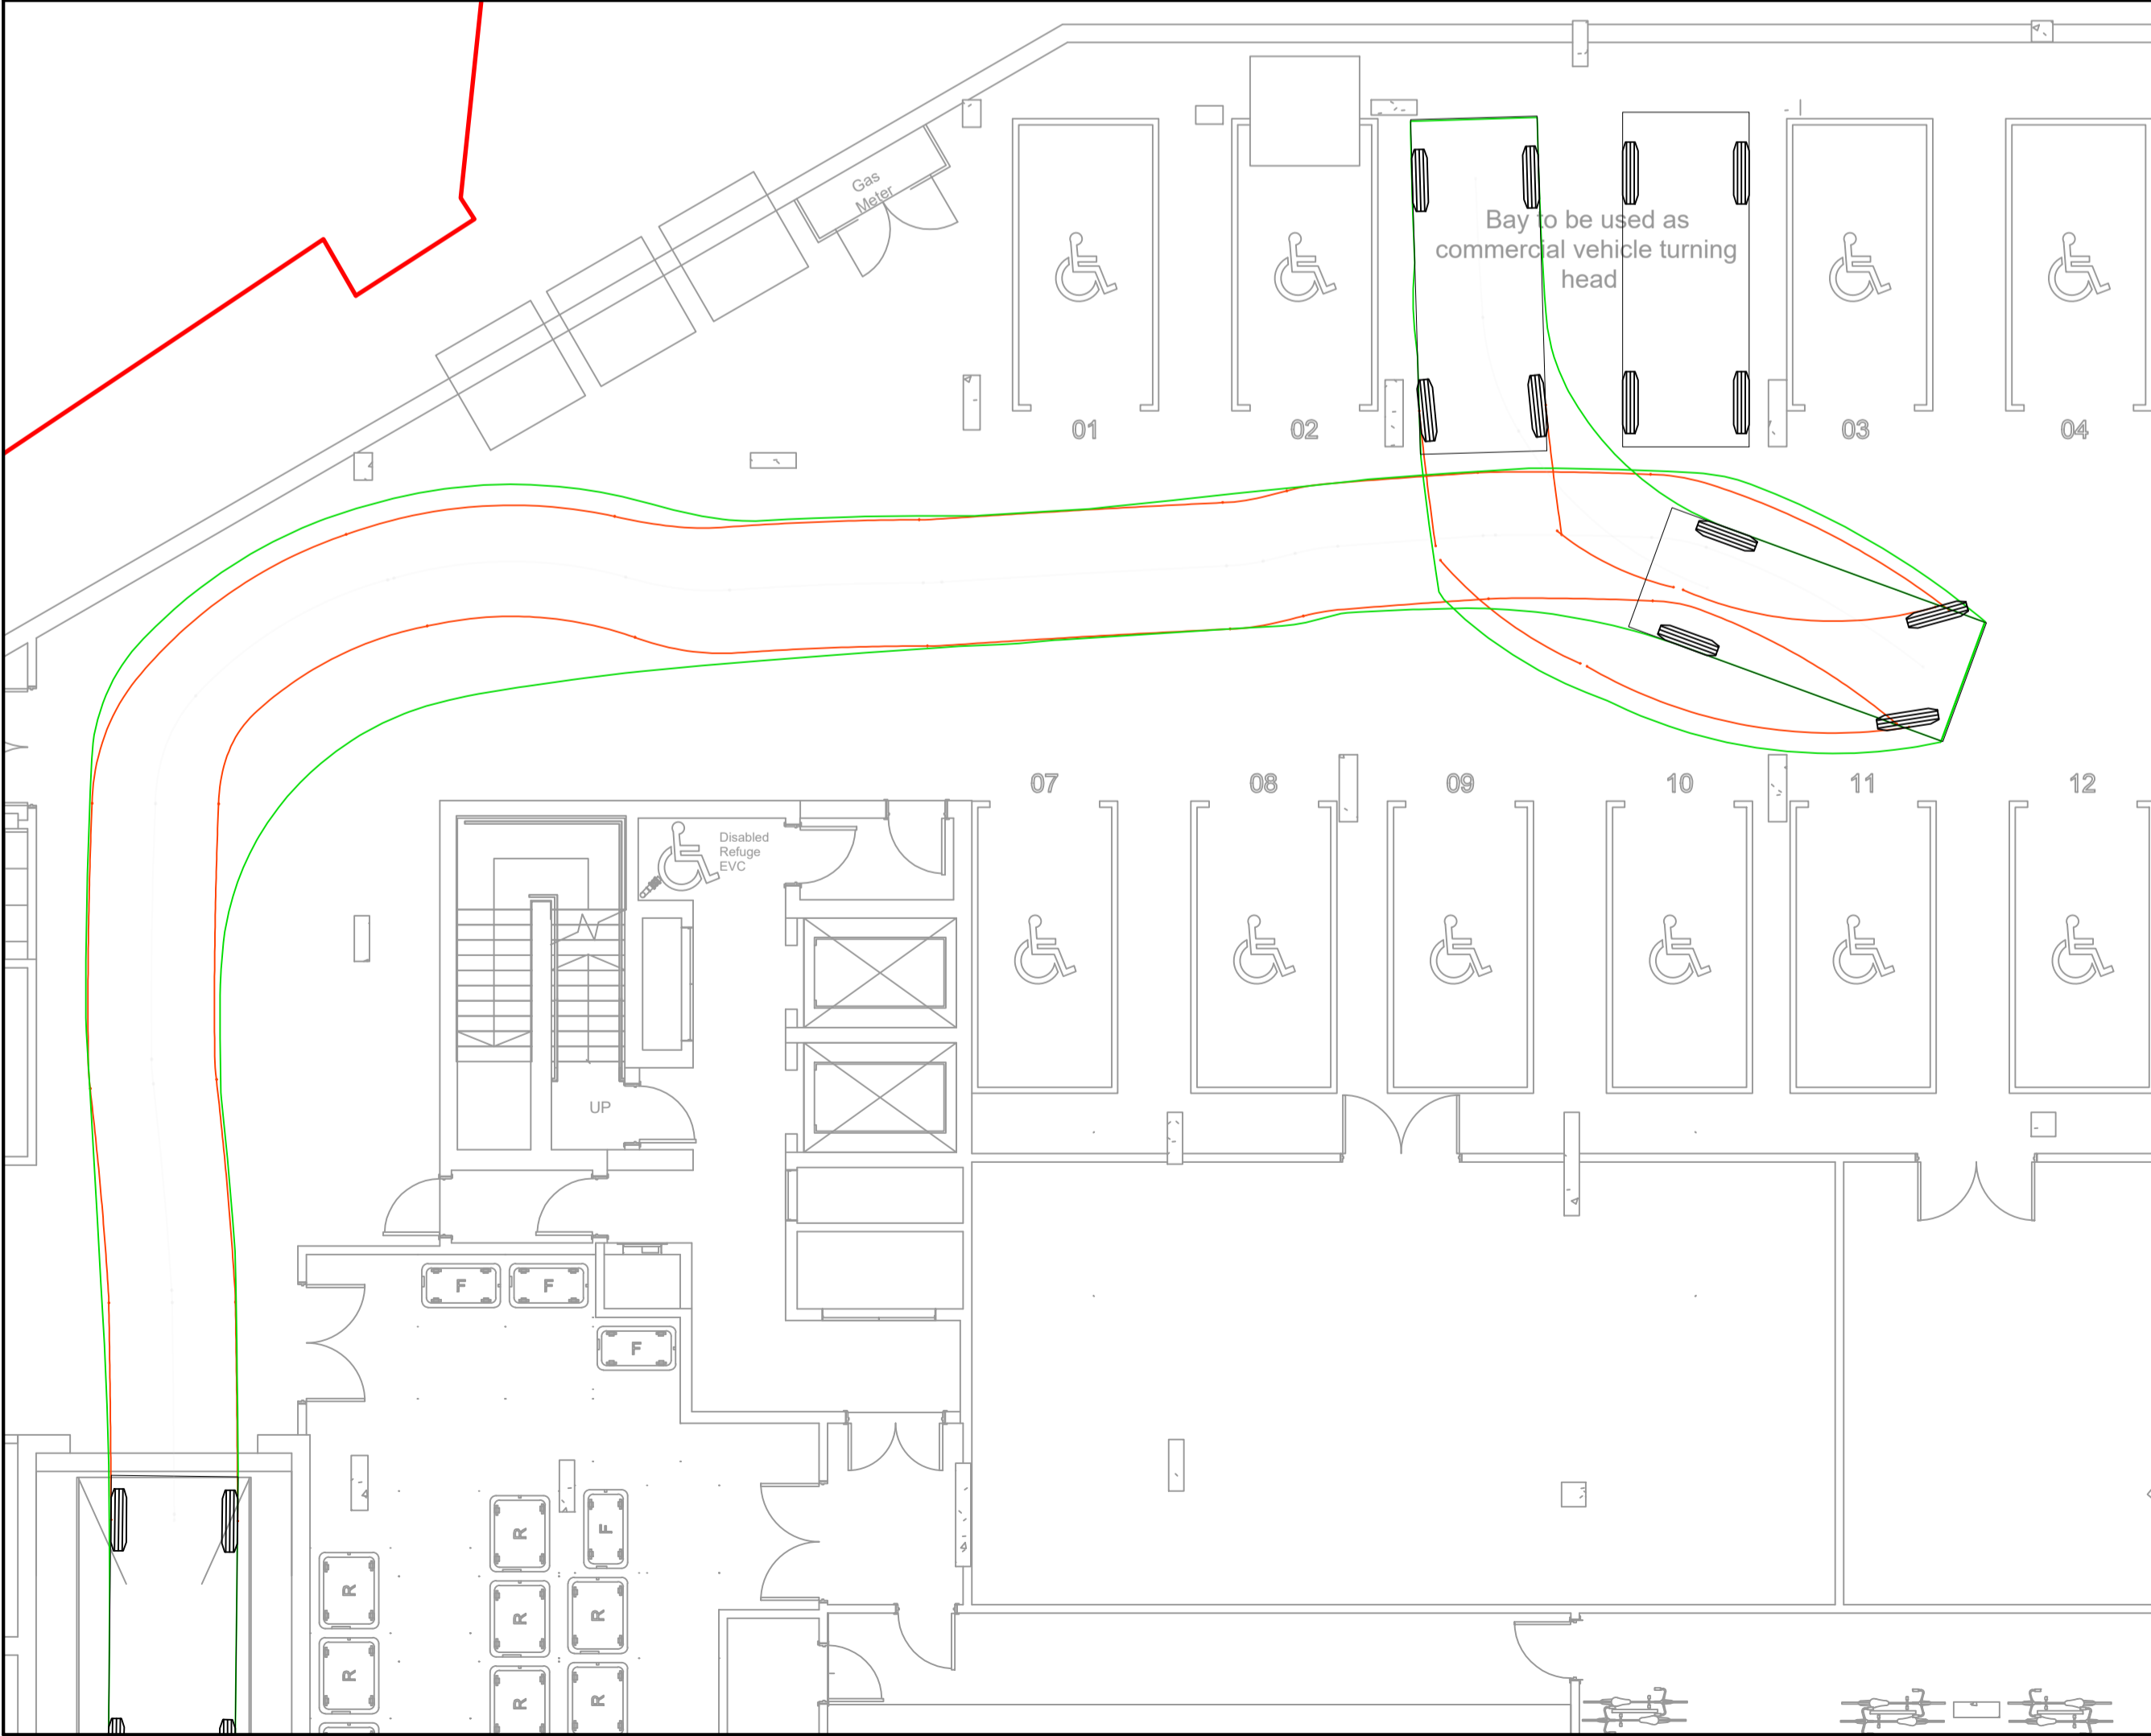 Gas
Meter
Bay to be used as
commercial vehicle turning
head
01
02
03
04
07
08
09
10
11
12
Disabled
Refuge
EVC
UP
F
F
F
R
F
R
R
R
R
R
R